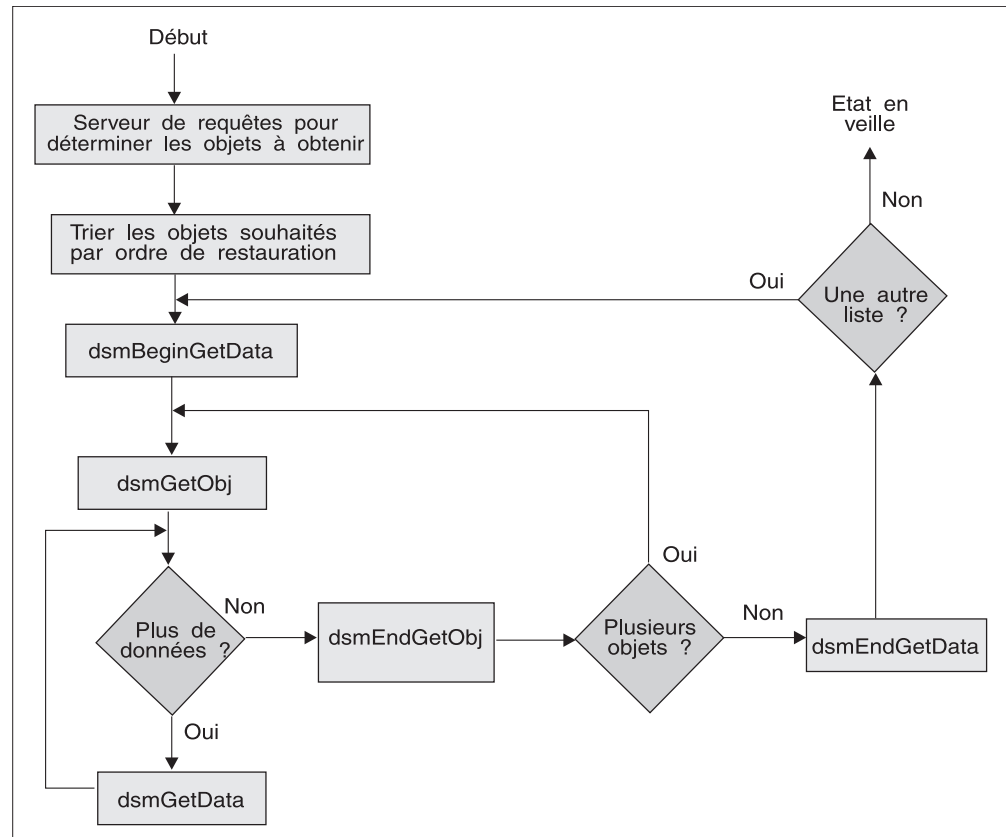 Début
Serveur de requêtes pour
déterminer les objets à obtenir
Trier les objets souhaités
par ordre de restauration
dsmBeginGetData
dsmGetObj
Plus de
données ?
Non
Oui
dsmGetData
dsmEndGetObj
Plusieurs
objets ?
Oui
Non
dsmEndGetData
Une autre
liste ?
Oui
Non
Etat en
veille